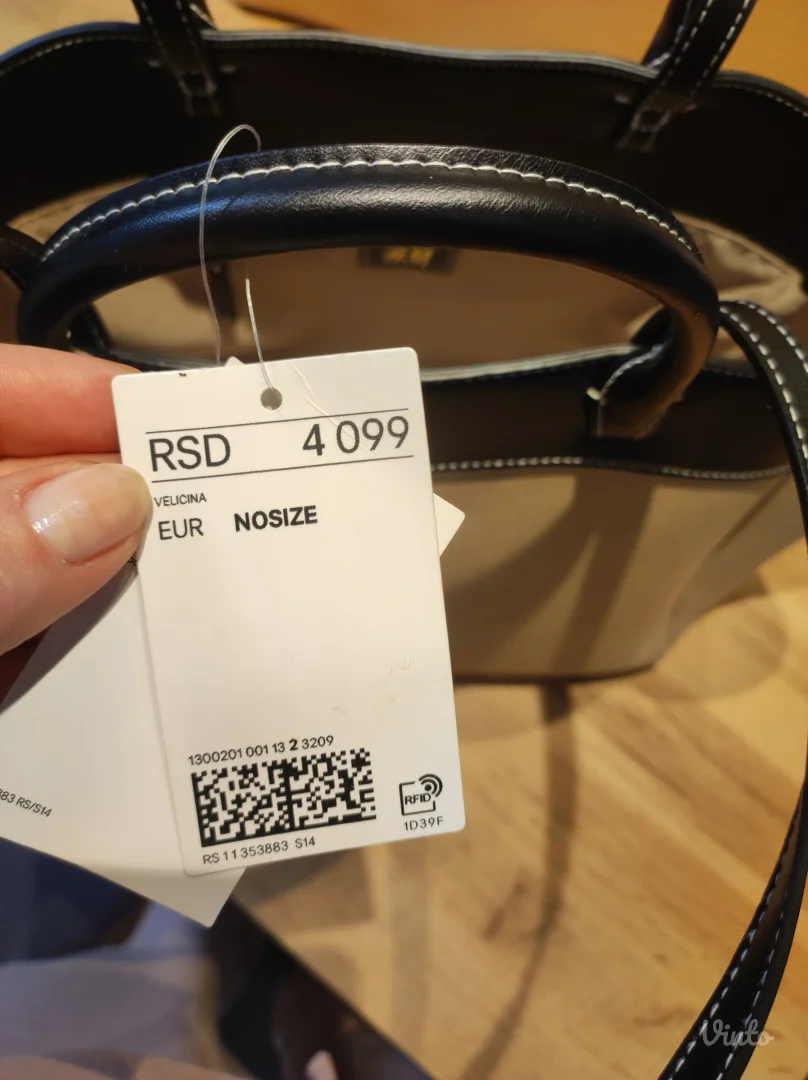 H&M
RSD 4 099
VELICINA
EUR NOSIZE
1300201 001 13 2 3209
RFID
1D39F
RS 11353883 S14
883 RS/S14
Vinto